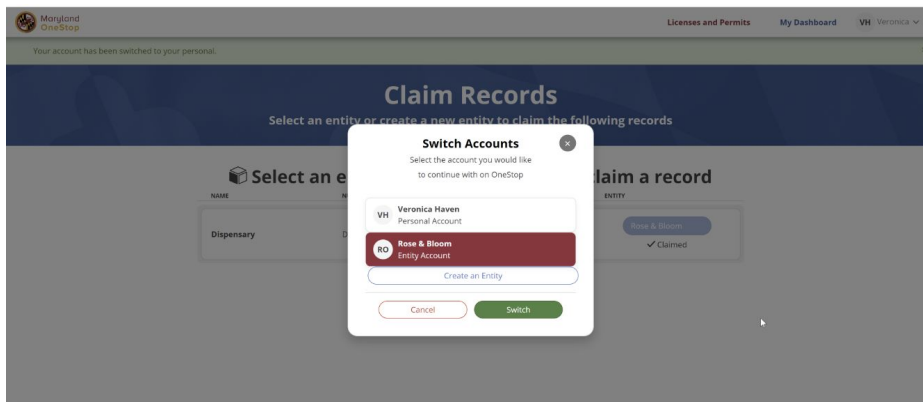 Maryland
OneStop
Licenses and Permits
My Dashboard
VH Veronica
Your account has been switched to your personal.
Claim Records
Select an entity or create a new entity to claim the following records
Switch Accounts
Select the account you would like
to continue with on OneStop
Select an
claim a record
NAME
ENTITY
VH
Veronica Haven
Personal Account
Dispensary
Rose & Bloom
Claimed
RO
Rose & Bloom
Entity Account
Create an Entity
Cancel
Switch